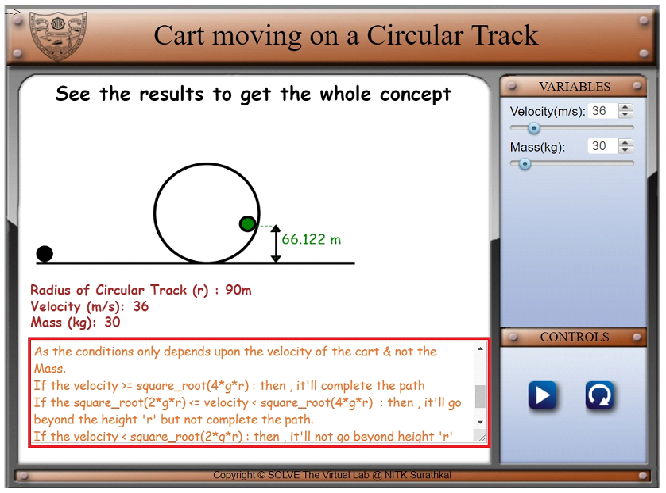 Cart moving on a Circular Track
See the results to get the whole concept
66.122 m
Radius of Circular Track (r) : 90m
Velocity (m/s): 36
Mass (kg): 30
As the conditions only depends upon the velocity of the cart & not the
Mass.
If the velocity >= square_root(4*g*r) : then , it'll complete the path
If the square_root(2*g*r) <= velocity < square_root(4*g*r) : then , it'll go
beyond the height 'r' but not complete the path.
If the velocity < square_root(2*g*r) : then , it'll not go beyond height 'r'
VARIABLES
Velocity(m/s): 36
Mass(kg): 30
CONTROLS
Copyright © SOLVE The Virtual Lab @ NITK Surathkal